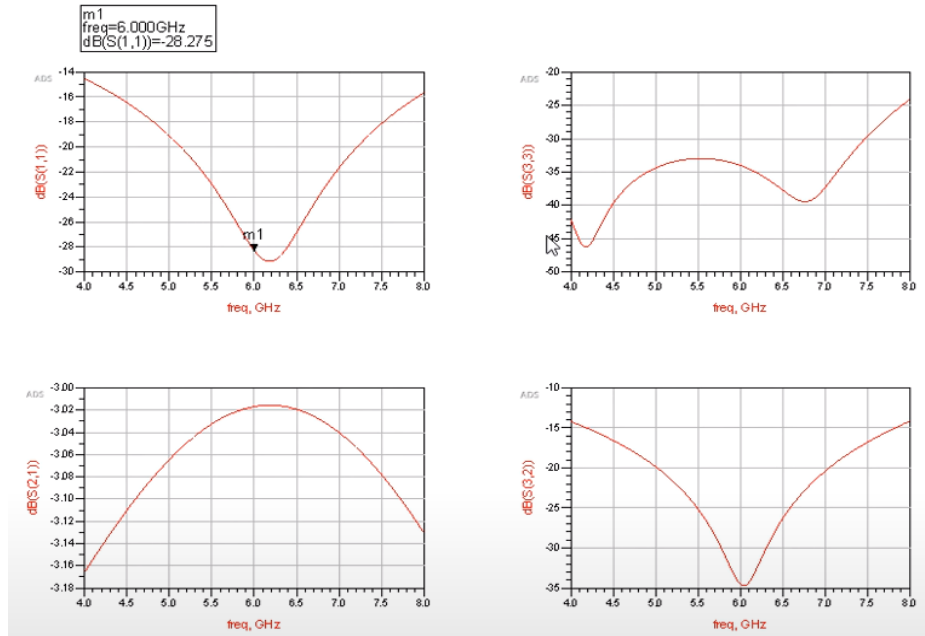 m1
freq=6.000GHz
dB(S(1,1))=-28.275
ADS
-14
-16
-18
-20
-22
-24
-26
-28
-30
dB(S(1,1))
m1
4.0 4.5 5.0 5.5 6.0 6.5 7.0 7.5 8.0
freq, GHz
ADS
-20
-25
-30
-35
-40
-45
-50
dB(S(3,3))
4.0 4.5 5.0 5.5 6.0 6.5 7.0 7.5 8.0
freq, GHz
ADS
-3.00
-3.02
-3.04
-3.06
-3.08
-3.10
-3.12
-3.14
-3.16
-3.18
dB(S(2,1))
4.0 4.5 5.0 5.5 6.0 6.5 7.0 7.5 8.0
freq, GHz
ADS
-10
-15
-20
-25
-30
-35
dB(S(3,2))
4.0 4.5 5.0 5.5 6.0 6.5 7.0 7.5 8.0
freq, GHz